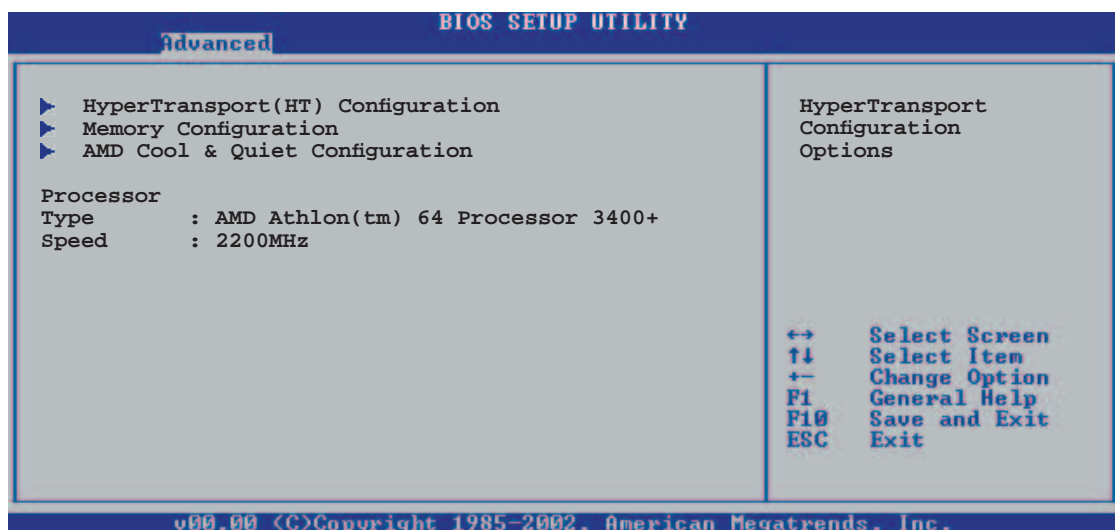 BIOS SETUP UTILITY
Advanced
HyperTransport(HT) Configuration
Memory Configuration
AMD Cool & Quiet Configuration
Processor
Type : AMD Athlon(tm) 64 Processor 3400+
Speed : 2200MHz
HyperTransport
Configuration
Options
←→ Select Screen
↑↓ Select Item
+- Change Option
F1 General Help
F10 Save and Exit
ESC Exit
v00.00 (C)Copyright 1985-2002, American Megatrends, Inc.